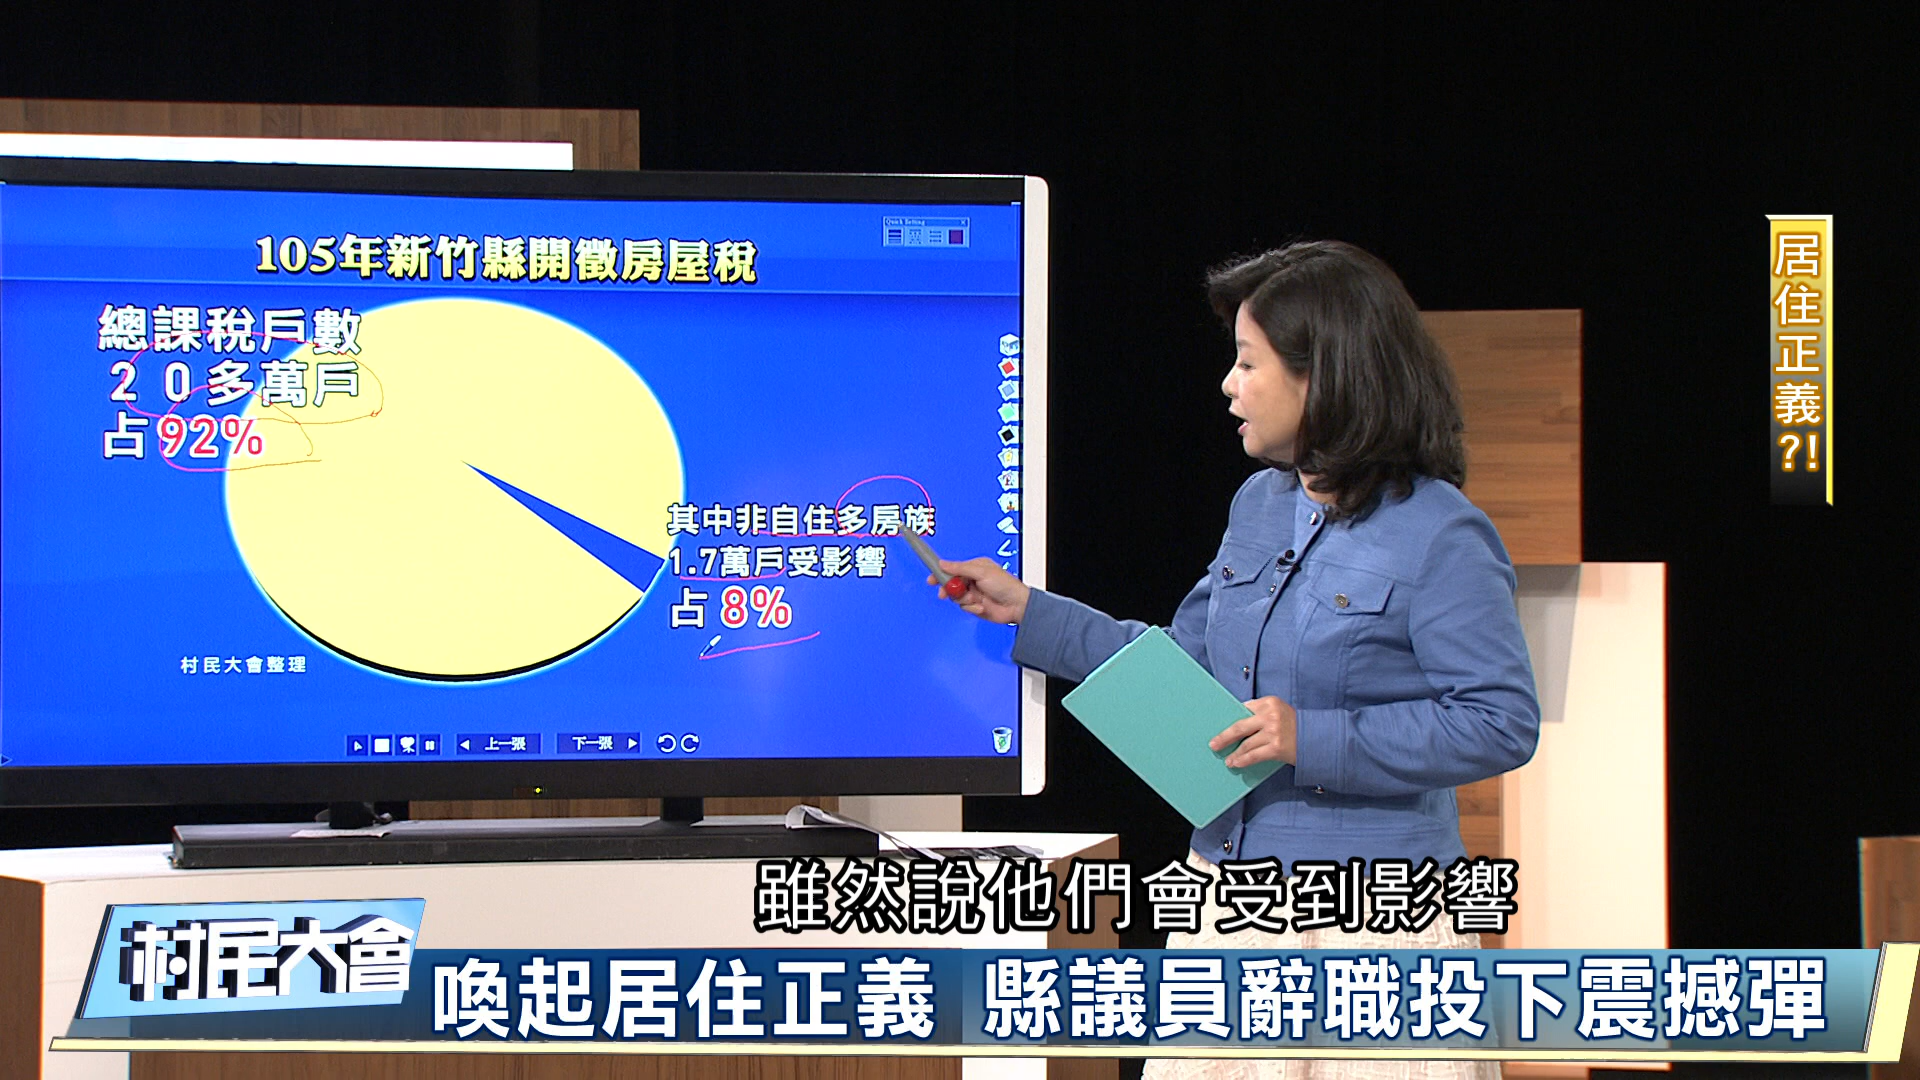 105年新竹縣開徵房屋稅
Quick Setting
總課稅戶數
20多萬戶
占92%
其中非自住多房族
1.7萬戶受影響
占8%
村民大會整理
上一張
下一張
居住正義?!
雖然說他們會受到影響
村民大會
喚起居住正義 縣議員辭職投下震撼彈